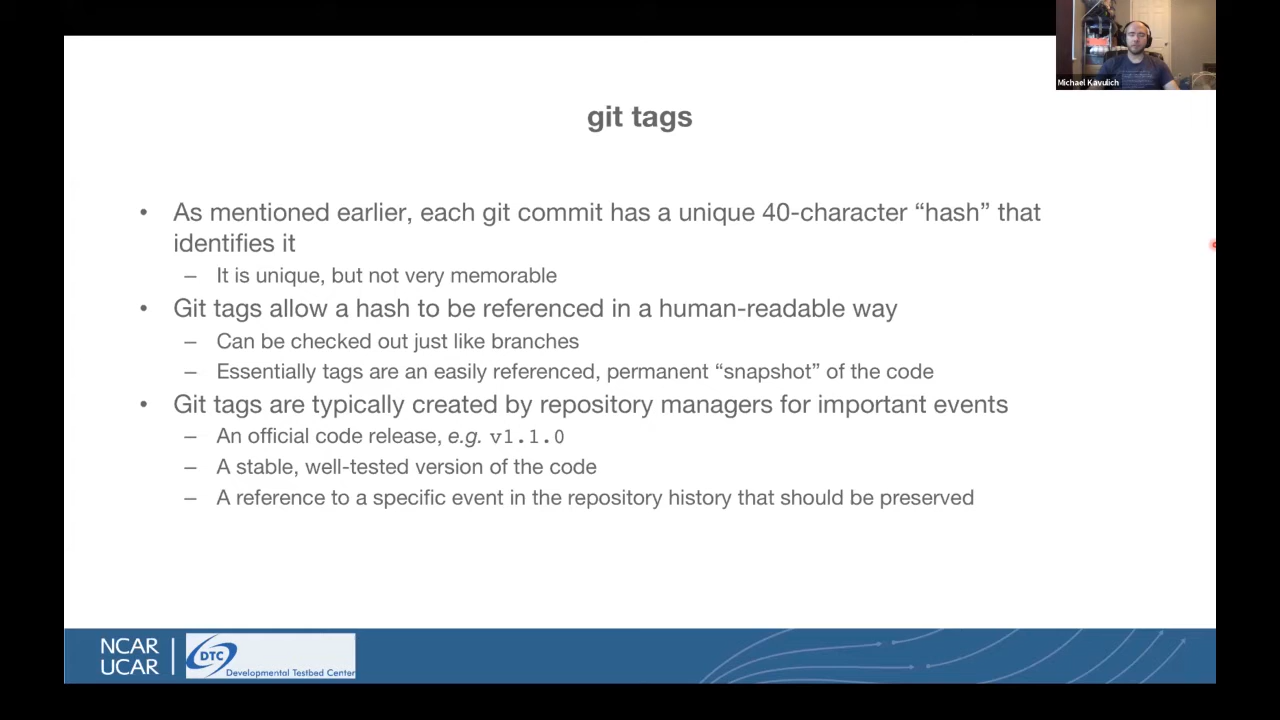 Michael Kavulich
git tags
• As mentioned earlier, each git commit has a unique 40-character “hash” that
identifies it
– It is unique, but not very memorable
• Git tags allow a hash to be referenced in a human-readable way
– Can be checked out just like branches
– Essentially tags are an easily referenced, permanent “snapshot” of the code
• Git tags are typically created by repository managers for important events
– An official code release, e.g. v1.1.0
– A stable, well-tested version of the code
– A reference to a specific event in the repository history that should be preserved
NCAR
UCAR
DTC
Developmental Testbed Center